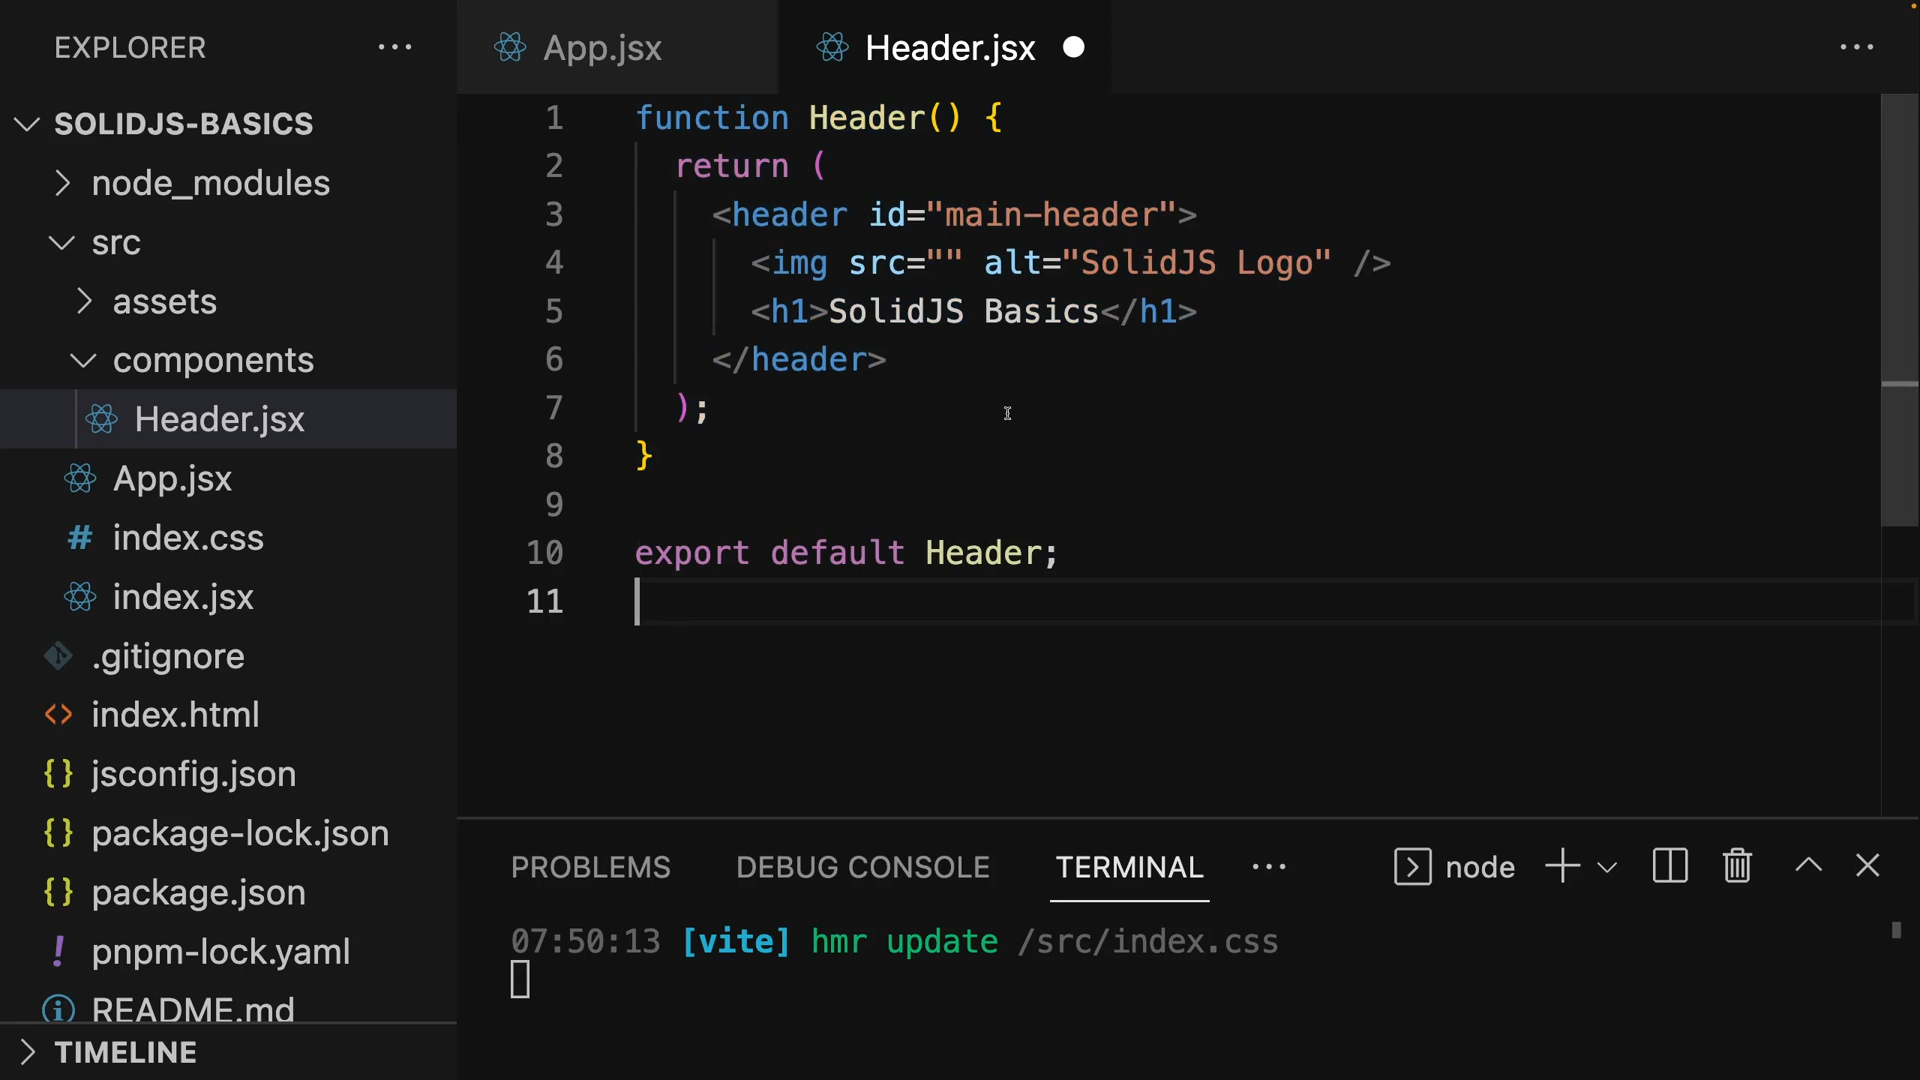 EXPLORER ···
App.jsx
Header.jsx
···
SOLIDJS-BASICS
node_modules
src
assets
components
Header.jsx
App.jsx
# index.css
index.jsx
.gitignore
<> index.html
{} jsconfig.json
{} package-lock.json
{} package.json
! pnpm-lock.yaml
README.md
TIMELINE
1 function Header() {
2 return (
3 <header id="main-header">
4 <img src="" alt="SolidJS Logo" />
5 <h1>SolidJS Basics</h1>
6 </header>
7 );
8 }
9
10 export default Header;
11
PROBLEMS DEBUG CONSOLE TERMINAL ··· node
07:50:13 [vite] hmr update /src/index.css